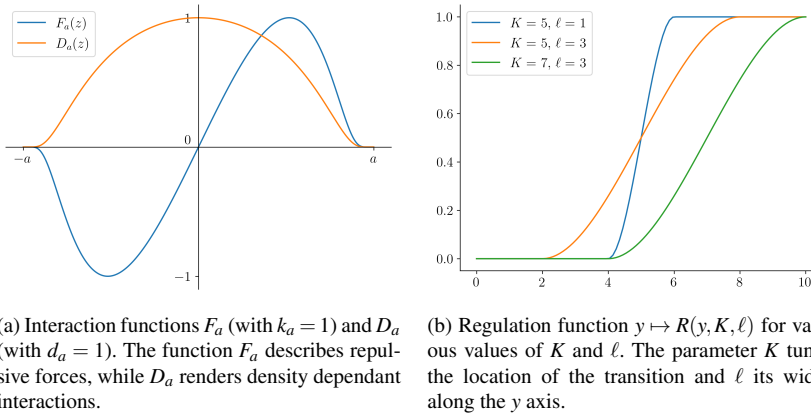 F_a(z)
D_a(z)
1
0
−a
a
−1
K = 5, ℓ = 1
K = 5, ℓ = 3
K = 7, ℓ = 3
1.0
0.8
0.6
0.4
0.2
0.0
0 2 4 6 8 10
(a) Interaction functions F_a (with k_a = 1) and D_a
(with d_a = 1). The function F_a describes repul-
sive forces, while D_a renders density dependant
interactions.
(b) Regulation function y ↦ R(y, K, ℓ) for va
ous values of K and ℓ. The parameter K tun
the location of the transition and ℓ its wid
along the y axis.